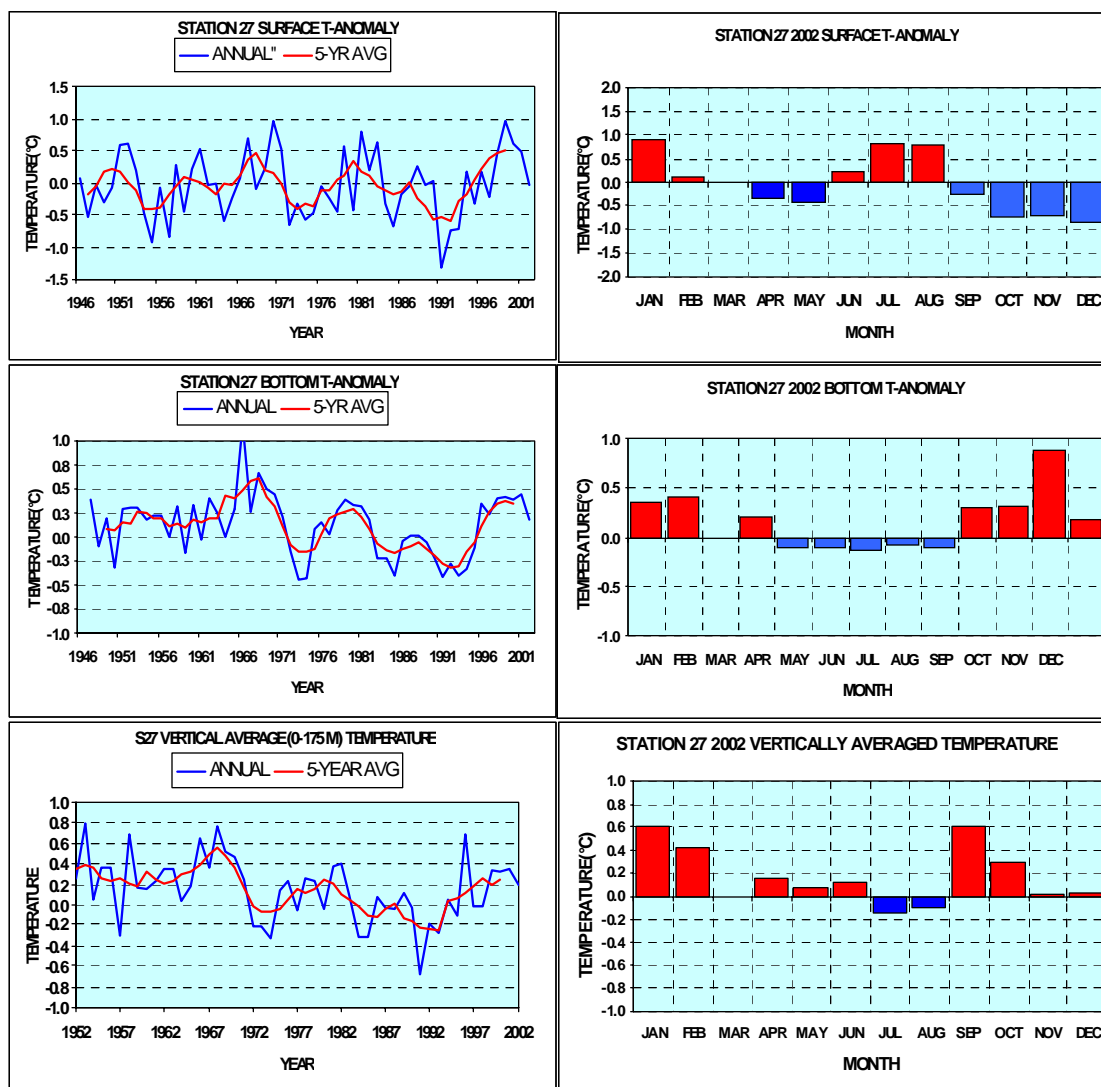 STATION 27 SURFACE T-ANOMALY
ANNUAL" 5-YR AVG
TEMPERATURE(°C)
1.5
1.0
0.5
0.0
-0.5
-1.0
-1.5
1946 1951 1956 1961 1966 1971 1976 1981 1986 1991 1996 2001
YEAR
STATION 27 2002 SURFACE T-ANOMALY
TEMPERATURE(°C)
2.0
1.5
1.0
0.5
0.0
-0.5
-1.0
-1.5
-2.0
JAN FEB MAR APR MAY JUN JUL AUG SEP OCT NOV DEC
MONTH
STATION 27 BOTTOM T-ANOMALY
ANNUAL 5-YR AVG
TEMPERATURE(°C)
1.0
0.8
0.5
0.3
0.0
-0.3
-0.5
-0.8
-1.0
1946 1951 1956 1961 1966 1971 1976 1981 1986 1991 1996 2001
YEAR
STATION 27 2002 BOTTOM T-ANOMALY
TEMPERATURE(°C)
1.0
0.5
0.0
-0.5
-1.0
JAN FEB MAR APR MAY JUN JUL AUG SEP OCT NOV DEC
MONTH
S27 VERTICAL AVERAGE (0-175 M) TEMPERATURE
ANNUAL 5-YEAR AVG
TEMPERATURE
1.0
0.8
0.6
0.4
0.2
0.0
-0.2
-0.4
-0.6
-0.8
-1.0
1952 1957 1962 1967 1972 1977 1982 1987 1992 1997 2002
YEAR
STATION 27 2002 VERTICALLY AVERAGED TEMPERATURE
TEMPERATURE(°C)
1.0
0.8
0.6
0.4
0.2
0.0
-0.2
-0.4
-0.6
-0.8
-1.0
JAN FEB MAR APR MAY JUN JUL AUG SEP OCT NOV DEC
MONTH